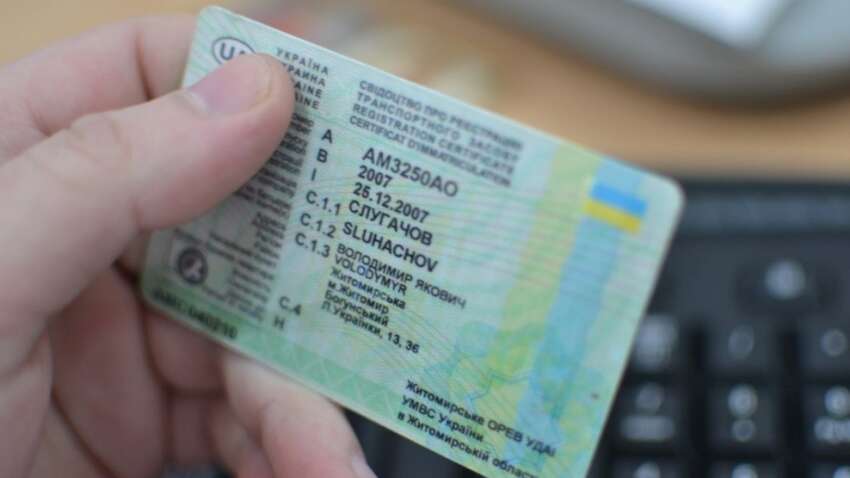 UA
УКРАЇНА
СВІДОЦТВО ПРО РЕЄСТРАЦІЮ
ТРАНСПОРТНОГО ЗАСОБУ
REGISTRATION CERTIFICATE
CERTIFICAT D'IMMATRICULATION
A AM3250AO
B 2007
I 25.12.2007
C.1.1 СЛУГАЧОВ
C.1.2 SLUHACHOV
C.1.3 ВОЛОДИМИР ЯКОВИЧ
VOLODYMYR
Житомирська
м.Житомир
Богунський
Л.Українки, 13, 36
C.4
H
Житомирське ОРЕВ УДАІ
УМВС України
в Житомирській області